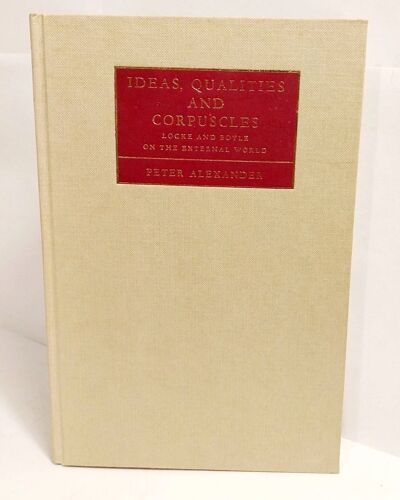 IDEAS, QUALITIES
AND
CORPUSCLES
LOCKE AND BOYLE
ON THE EXTERNAL WORLD
PETER ALEXANDER